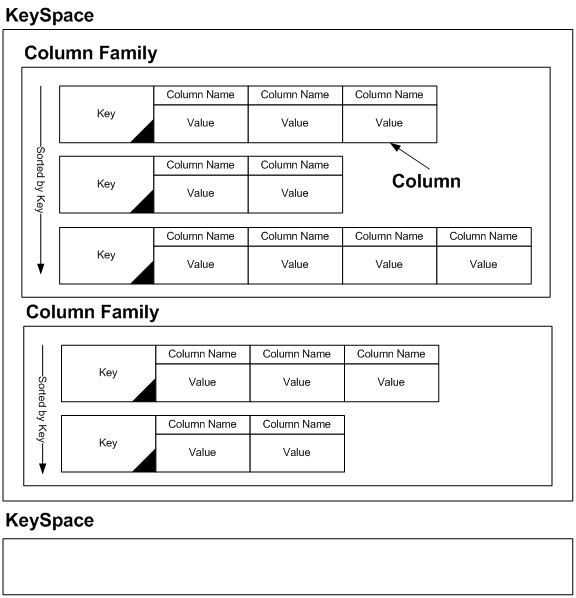 KeySpace
Column Family
Sorted by Key
Column Name Column Name Column Name
Key Value Value Value
Column
Column Name Column Name
Key Value Value
Column Name Column Name Column Name Column Name
Key Value Value Value Value
Column Family
Sorted by Key
Column Name Column Name Column Name
Key Value Value Value
Column Name Column Name
Key Value Value
KeySpace